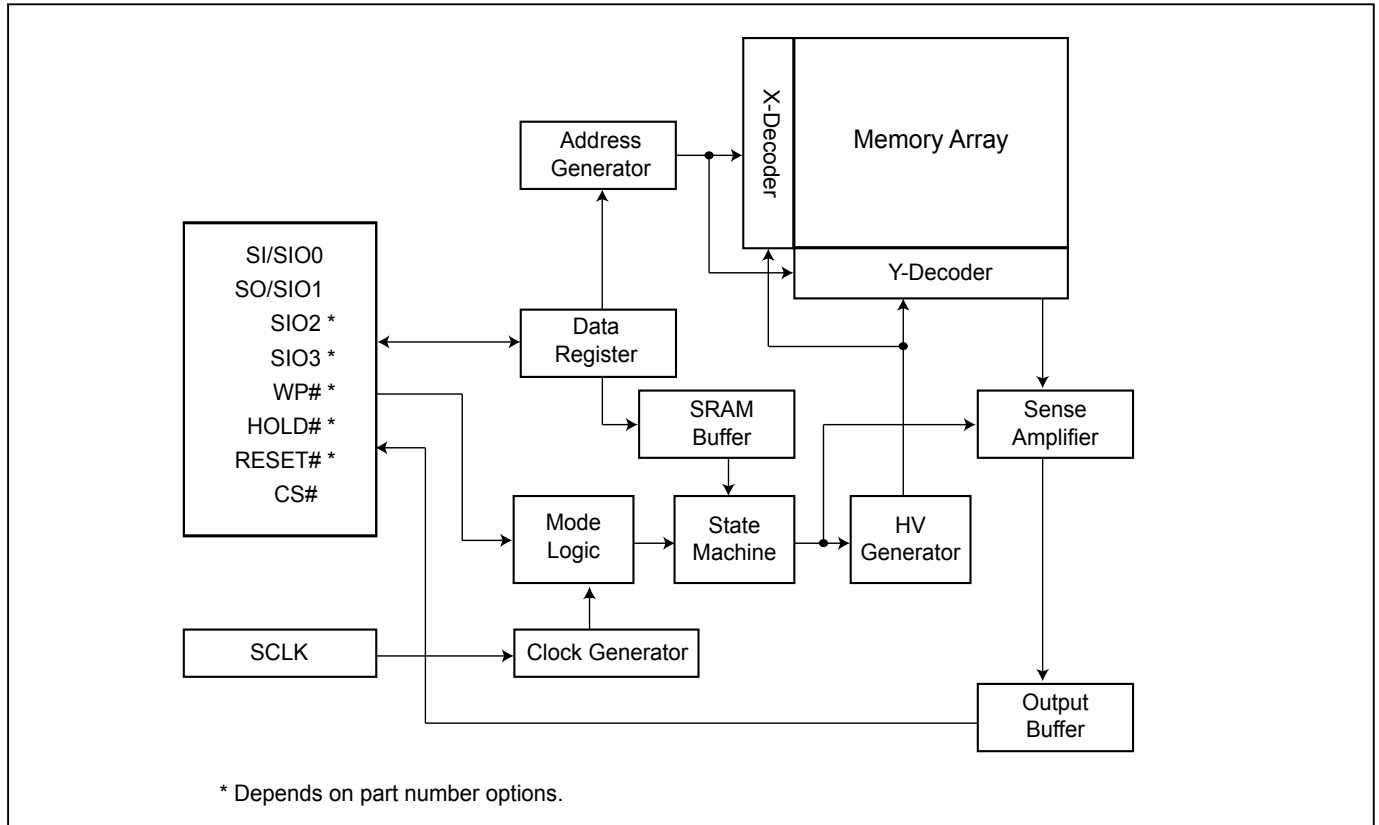 X-Decoder
Memory Array
Address
Generator
Y-Decoder
SI/SIO0
SO/SIO1
SIO2 *
SIO3 *
WP# *
HOLD# *
RESET# *
CS#
Data
Register
SRAM
Buffer
Sense
Amplifier
Mode
Logic
State
Machine
HV
Generator
SCLK
Clock Generator
Output
Buffer
* Depends on part number options.